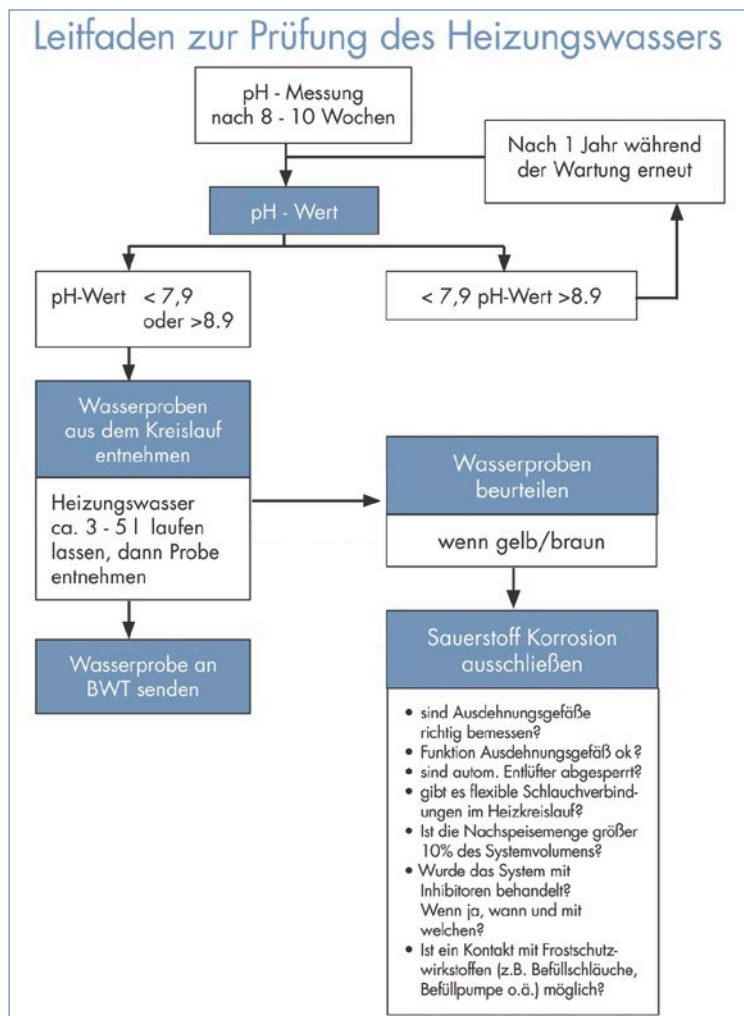 Leitfaden zur Prüfung des Heizungswassers
pH - Messung
nach 8 - 10 Wochen
Nach 1 Jahr während
der Wartung erneut
pH - Wert
pH-Wert < 7,9
oder >8.9
< 7,9 pH-Wert >8.9
Wasserproben
aus dem Kreislauf
entnehmen
Heizungswasser
ca. 3 - 5 l laufen
lassen, dann Probe
entnehmen
Wasserprobe an
BWT senden
Wasserproben
beurteilen
wenn gelb/braun
Sauerstoff Korrosion
ausschließen
• sind Ausdehnungsgefäße
richtig bemessen?
• Funktion Ausdehnungsgefäß ok?
• sind autom. Entlüfter abgesperrt?
• gibt es flexible Schlauchverbind-
ungen im Heizkreislauf?
• Ist die Nachspeisemenge größer
10% des Systemvolumens?
• Wurde das System mit
Inhibitoren behandelt?
Wenn ja, wann und mit
welchen?
• Ist ein Kontakt mit Frostschutz-
wirkstoffen (z.B. Befüllschläuche,
Befüllpumpe o.ä.) möglich?